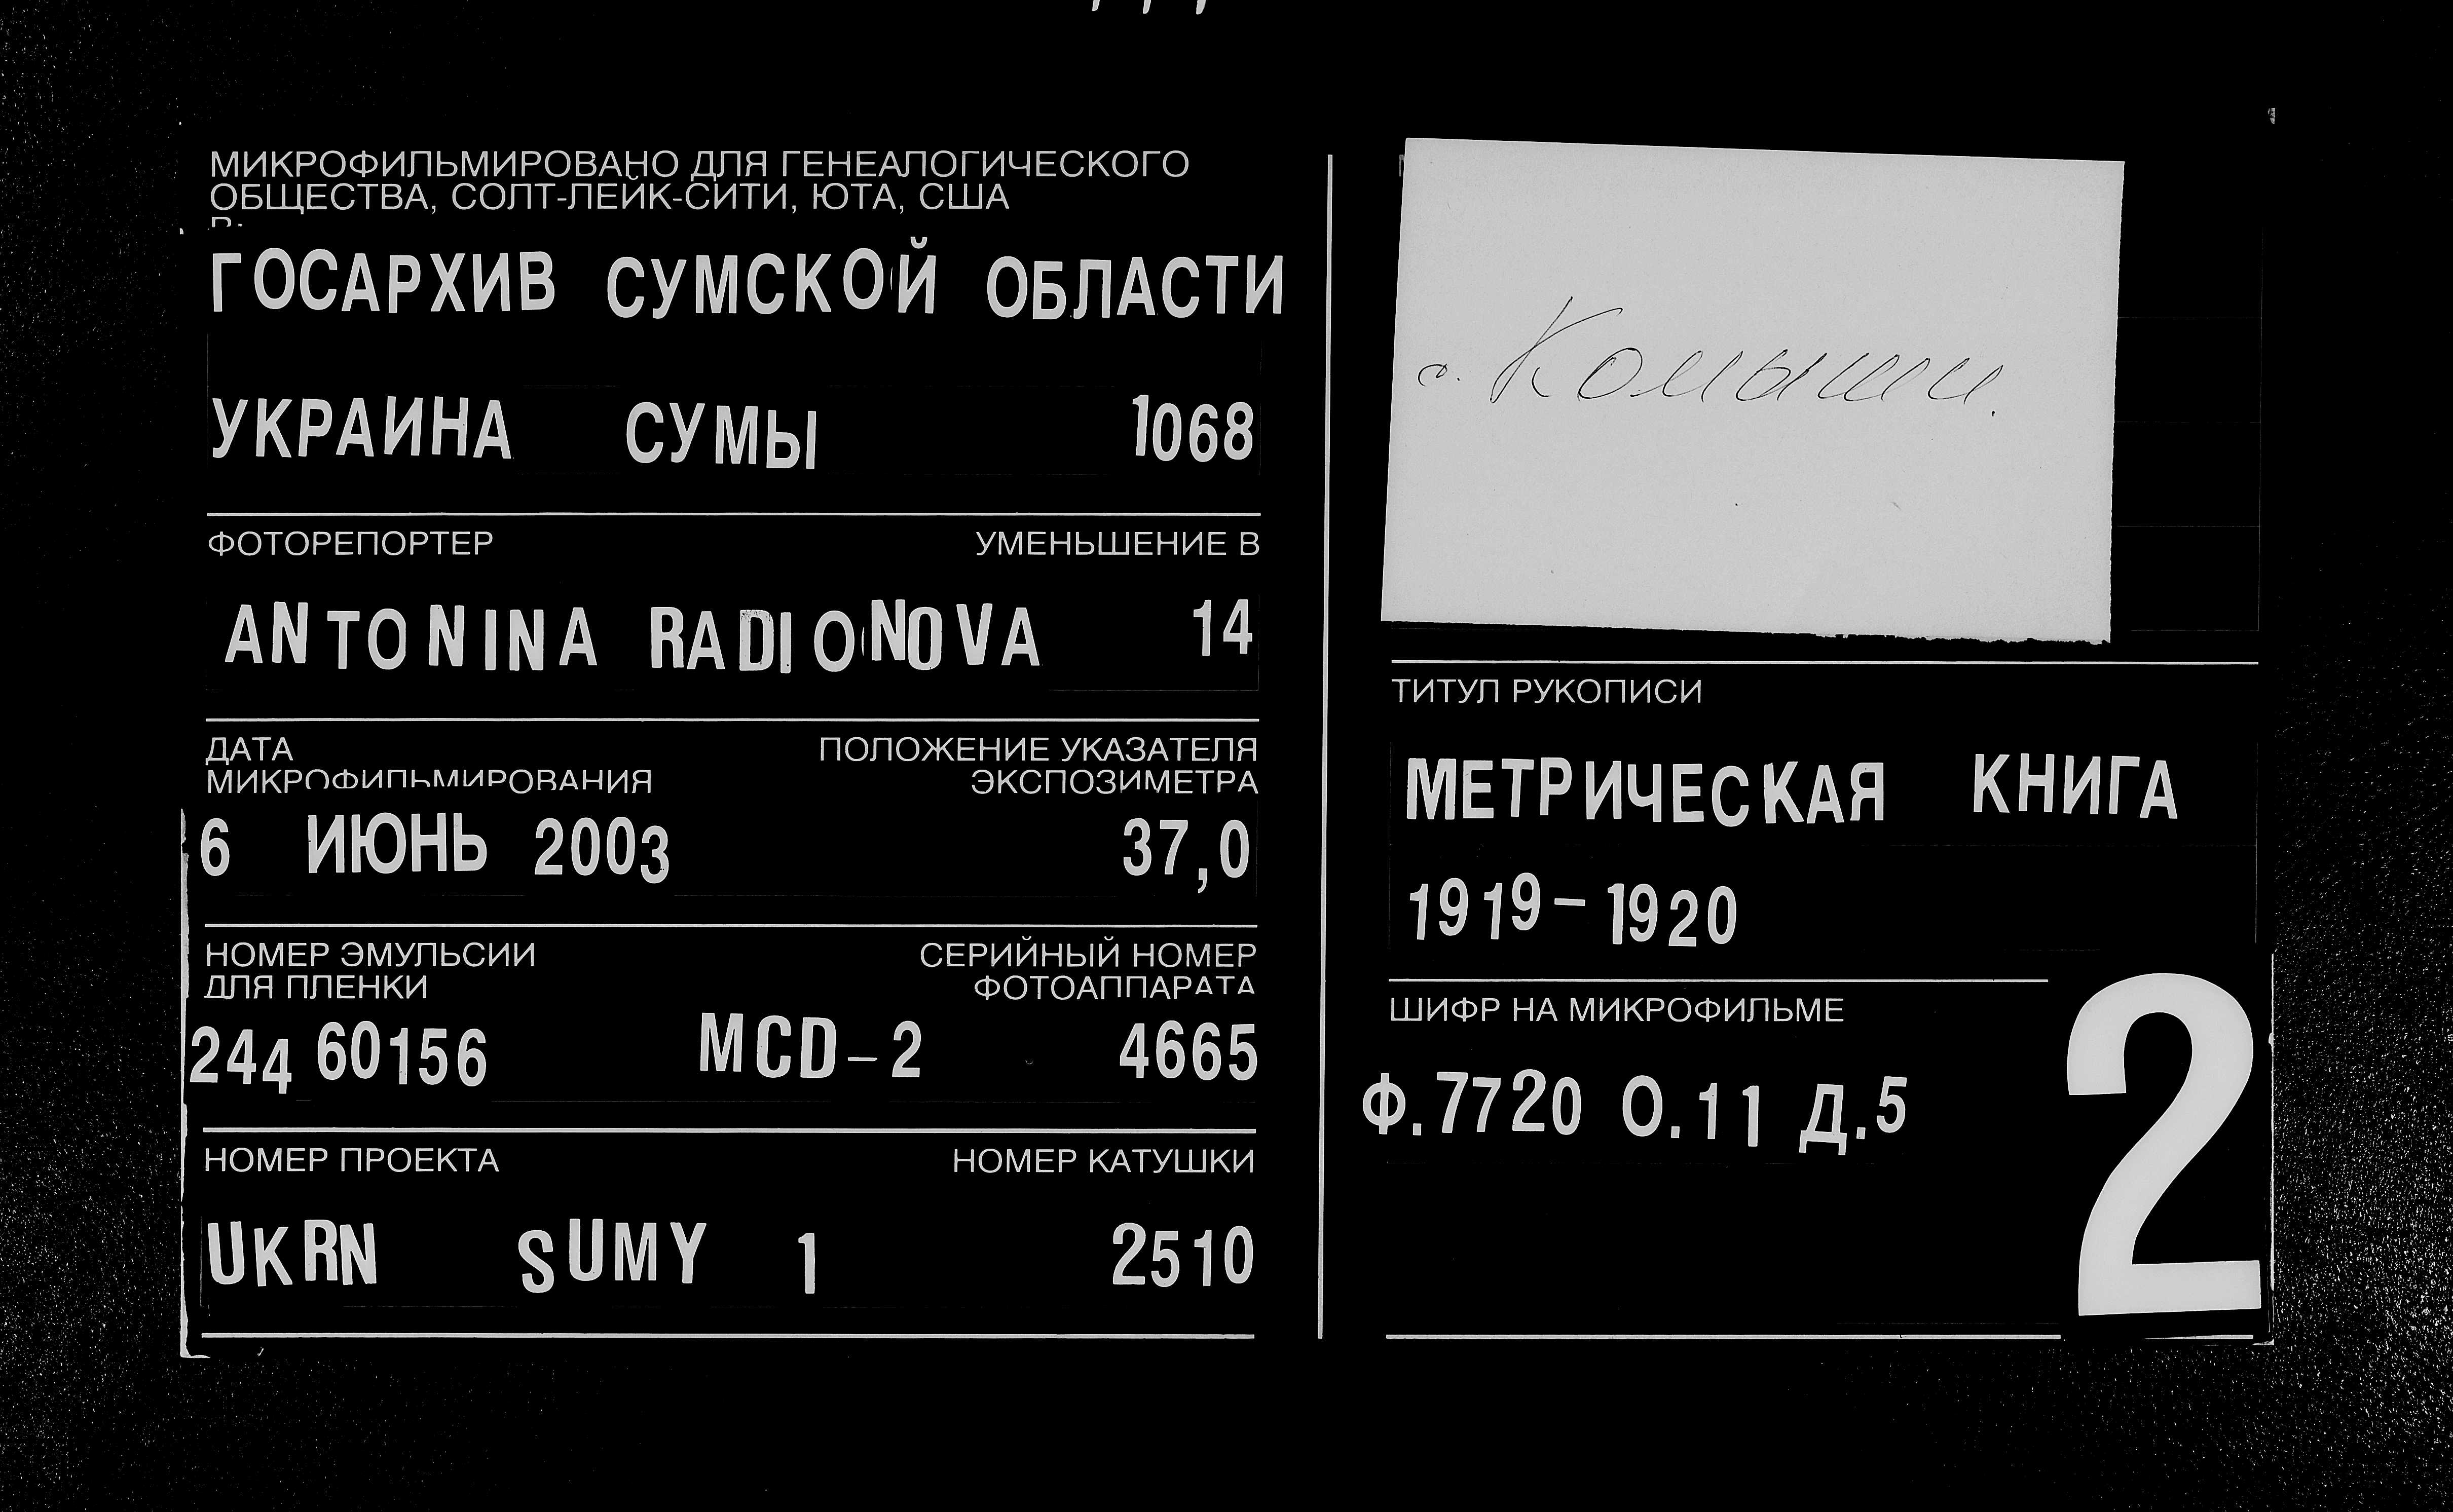 МИКРОФИЛЬМИРОВАНО ДЛЯ ГЕНЕАЛОГИЧЕСКОГО
ОБЩЕСТВА, СОЛТ-ЛЕЙК-СИТИ, ЮТА, США
В:
ГОСАРХИВ СУМСКОЙ ОБЛАСТИ
УКРАИНА СУМЫ 1068
ФОТОРЕПОРТЕР УМЕНЬШЕНИЕ В
ANTONINA RADIONOVA 14
ДАТА ПОЛОЖЕНИЕ УКАЗАТЕЛЯ
МИКРОФИЛЬМИРОВАНИЯ ЭКСПОЗИМЕТРА
6 ИЮНЬ 2003 37,0
НОМЕР ЭМУЛЬСИИ СЕРИЙНЫЙ НОМЕР
ДЛЯ ПЛЕНКИ ФОТОАППАРАТА
244 60156 MCD-2 4665
НОМЕР ПРОЕКТА НОМЕР КАТУШКИ
UKRN SUMY 1 2510
с. Комыши.
ТИТУЛ РУКОПИСИ
МЕТРИЧЕСКАЯ КНИГА
1919-1920
ШИФР НА МИКРОФИЛЬМЕ
Ф.7720 О.11 Д.5
2